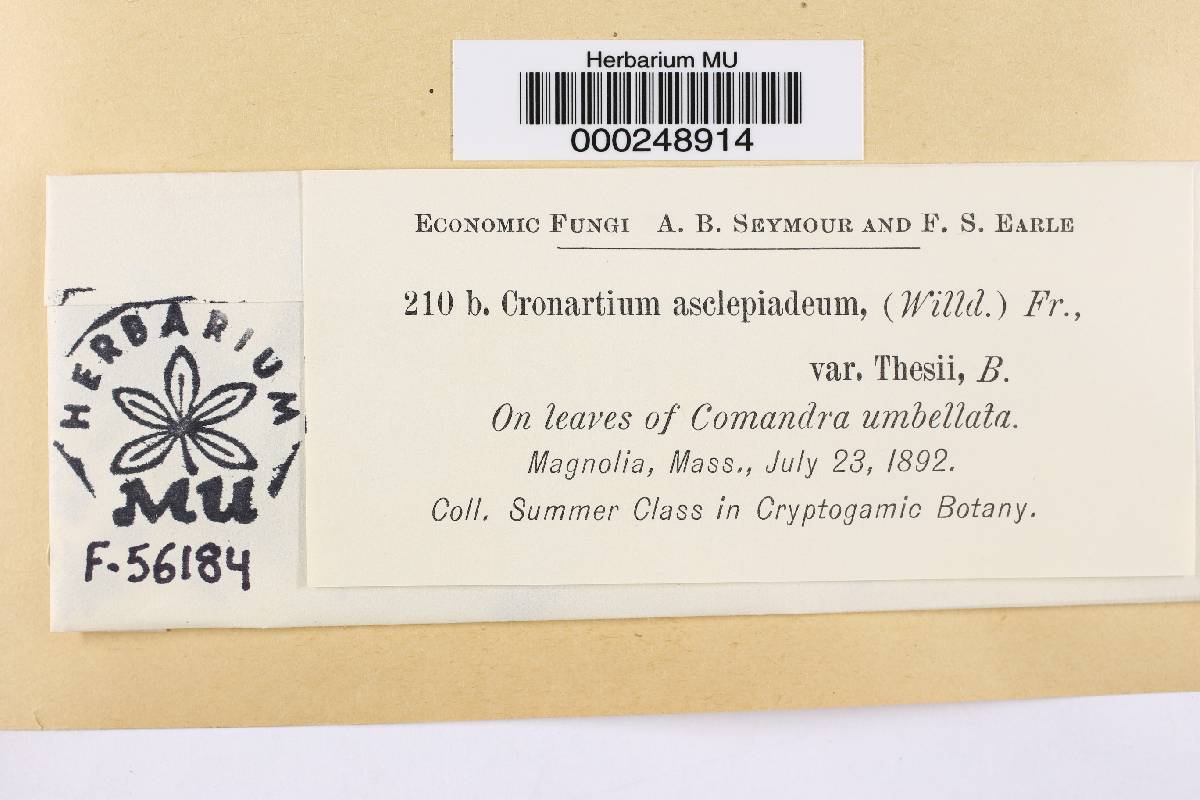 Herbarium MU
000248914
ECONOMIC FUNGI A. B. SEYMOUR AND F. S. EARLE
210 b. Cronartium asclepiadeum, (Willd.) Fr.,
var. Thesii, B.
On leaves of Comandra umbellata.
Magnolia, Mass., July 23, 1892.
Coll. Summer Class in Cryptogamic Botany.
HERBARIUM
MU
F-56184